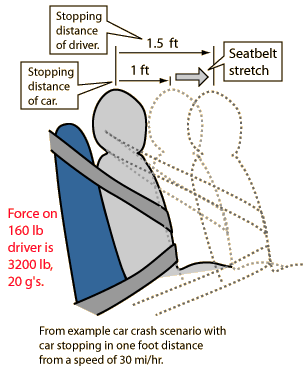 Stopping
distance
of driver.
1.5 ft
Seatbelt
stretch
Stopping
distance
of car.
1 ft
Force on
160 lb
driver is
3200 lb,
20 g's.
From example car crash scenario with
car stopping in one foot distance
from a speed of 30 mi/hr.